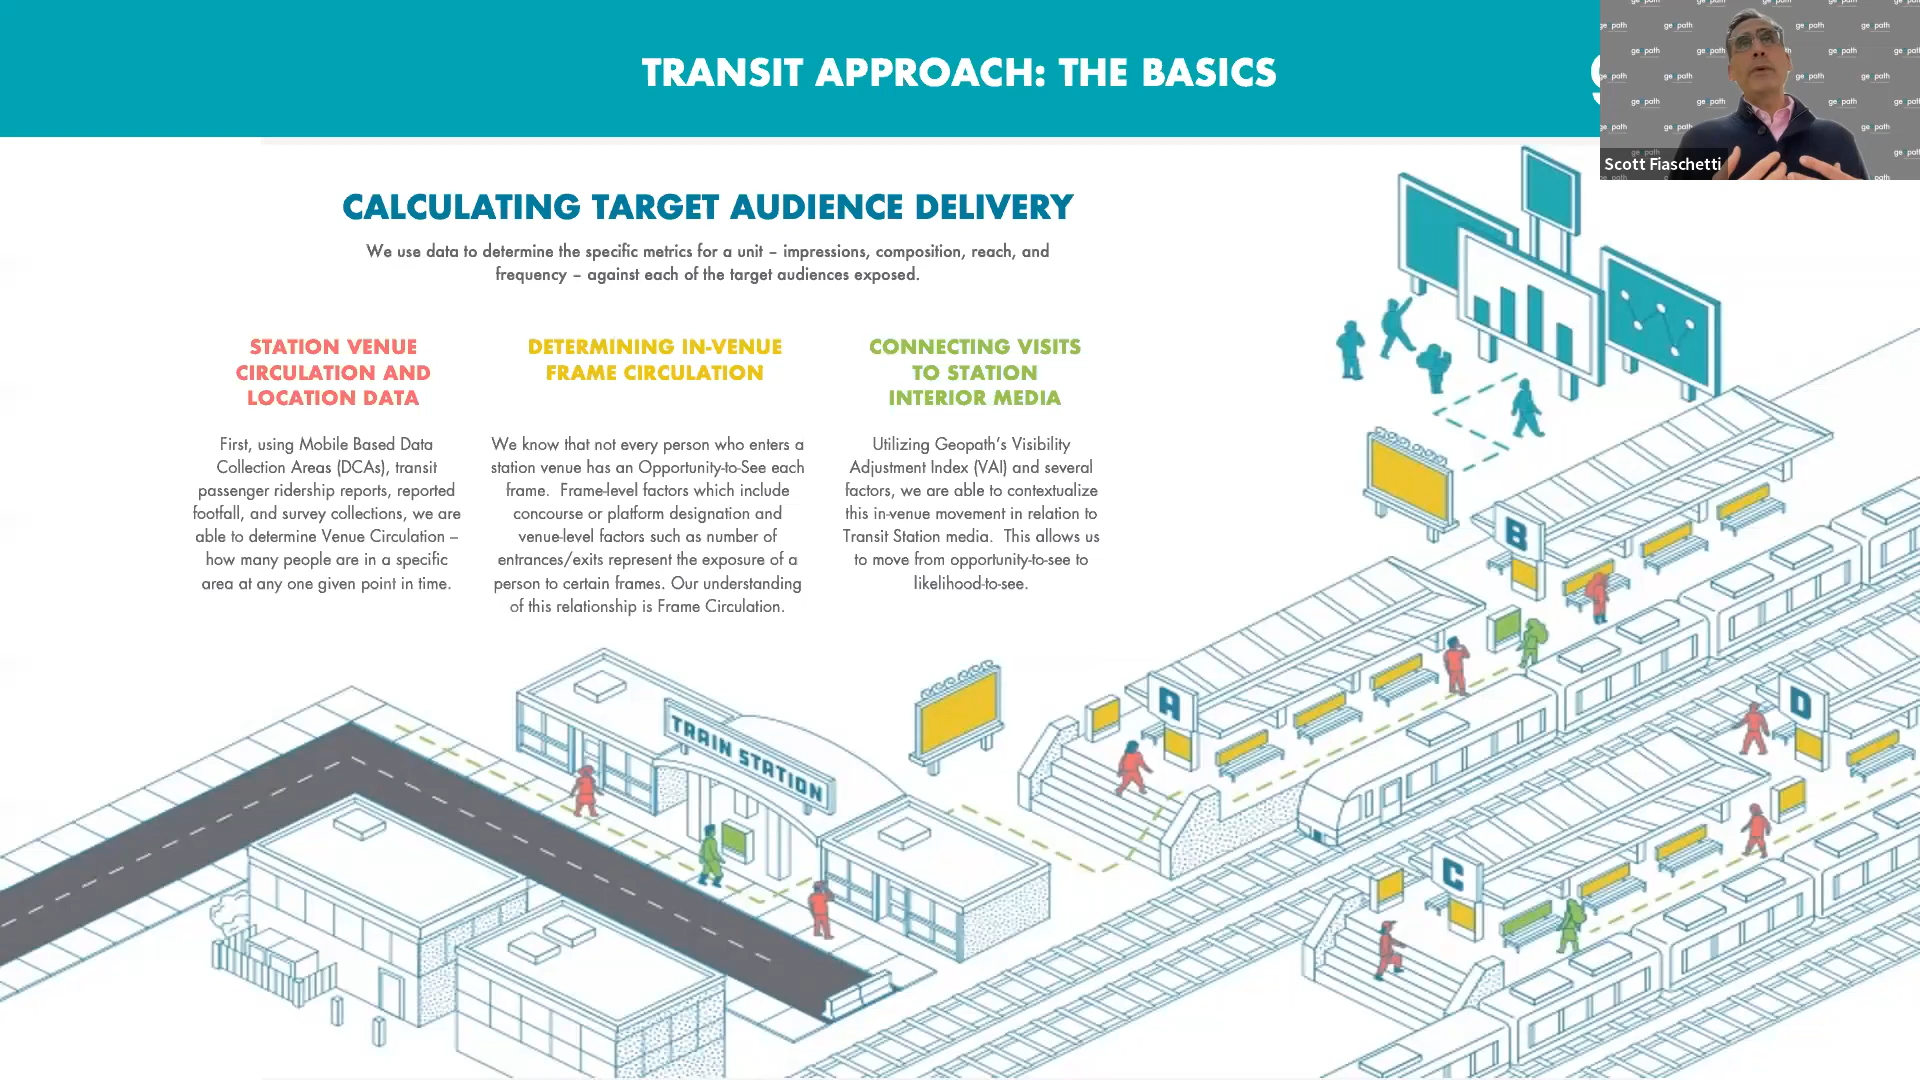 TRANSIT APPROACH: THE BASICS
ge path
Scott Fiaschetti
CALCULATING TARGET AUDIENCE DELIVERY
We use data to determine the specific metrics for a unit – impressions, composition, reach, and
frequency – against each of the target audiences exposed.
STATION VENUE
CIRCULATION AND
LOCATION DATA
First, using Mobile Based Data
Collection Areas (DCAs), transit
passenger ridership reports, reported
footfall, and survey collections, we are
able to determine Venue Circulation –
how many people are in a specific
area at any one given point in time.
DETERMINING IN-VENUE
FRAME CIRCULATION
We know that not every person who enters a
station venue has an Opportunity-to-See each
frame. Frame-level factors which include
concourse or platform designation and
venue-level factors such as number of
entrances/exits represent the exposure of a
person to certain frames. Our understanding
of this relationship is Frame Circulation.
CONNECTING VISITS
TO STATION
INTERIOR MEDIA
Utilizing Geopath's Visibility
Adjustment Index (VAI) and several
factors, we are able to contextualize
this in-venue movement in relation to
Transit Station media. This allows us
to move from opportunity-to-see to
likelihood-to-see.
B
A
D
TRAIN STATION
C